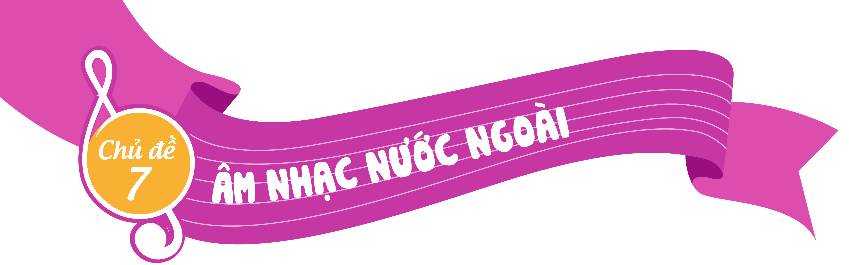 Chủ đề
7
ÂM NHẠC NƯỚC NGOÀI